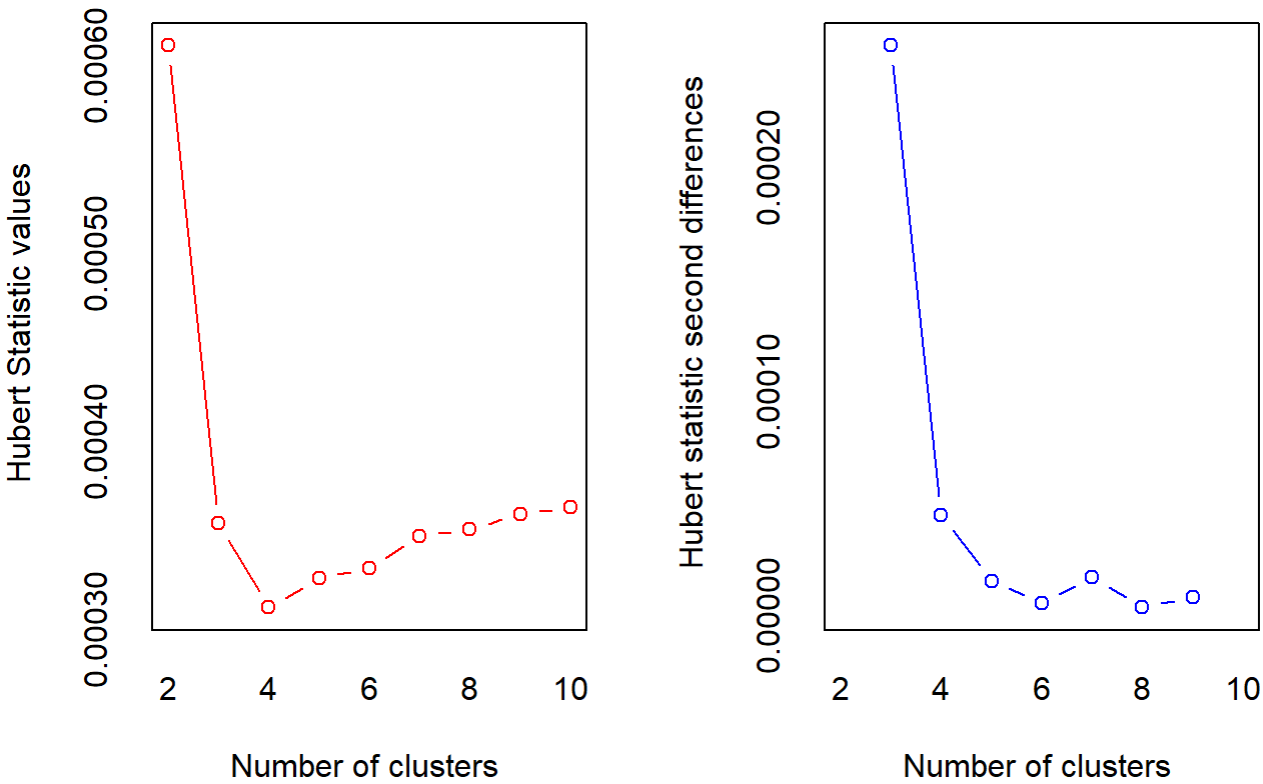 Hubert Statistic values
0.00060
0.00050
0.00040
0.00030
2 4 6 8 10
Number of clusters
Hubert statistic second differences
0.00020
0.00010
0.00000
2 4 6 8 10
Number of clusters